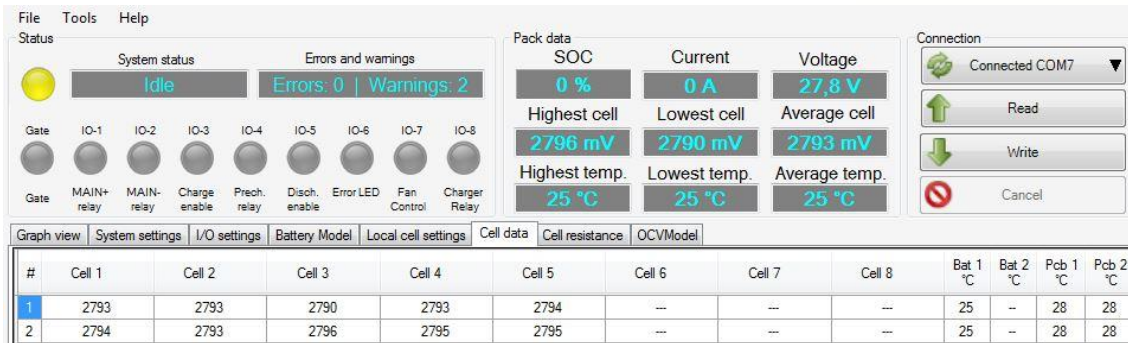 File Tools Help
Status
System status
Errors and warnings
Idle
Errors: 0 | Warnings: 2
Gate IO-1 IO-2 IO-3 IO-4 IO-5 IO-6 IO-7 IO-8
Gate MAIN+ relay MAIN- relay Charge enable Prech. relay Disch. enable Error LED Fan Control Charger Relay
Pack data
SOC Current Voltage
0 % 0 A 27,8 V
Highest cell Lowest cell Average cell
2796 mV 2790 mV 2793 mV
Highest temp. Lowest temp. Average temp.
25 °C 25 °C 25 °C
Connection
Connected COM7
Read
Write
Cancel
Graph view System settings I/O settings Battery Model Local cell settings Cell data Cell resistance OCVModel
# Cell 1 Cell 2 Cell 3 Cell 4 Cell 5 Cell 6 Cell 7 Cell 8 Bat 1 °C Bat 2 °C Pcb 1 °C Pcb 2 °C
1 2793 2793 2790 2793 2794 --- --- --- 25 -- 28 28
2 2794 2793 2796 2795 2795 --- --- --- 25 -- 28 28